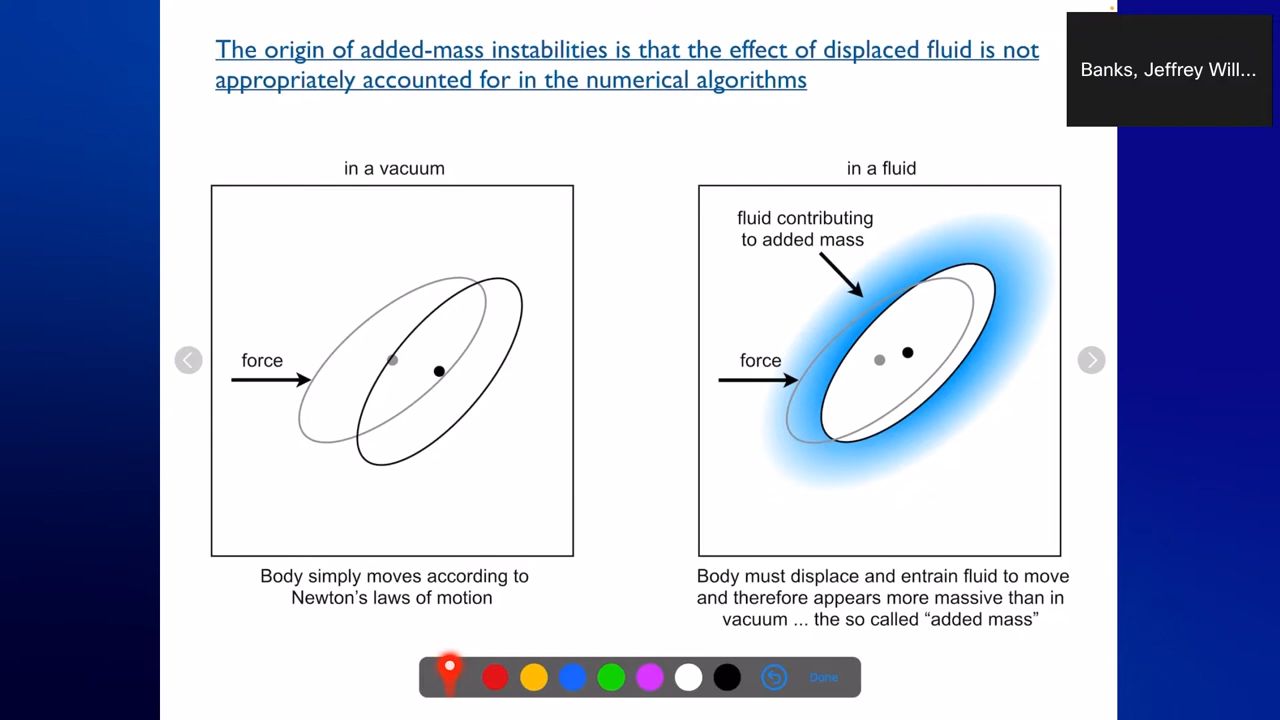 The origin of added-mass instabilities is that the effect of displaced fluid is not
appropriately accounted for in the numerical algorithms
Banks, Jeffrey Will...
in a vacuum
force
Body simply moves according to
Newton's laws of motion
in a fluid
fluid contributing
to added mass
force
Body must displace and entrain fluid to move
and therefore appears more massive than in
vacuum ... the so called “added mass”
Done